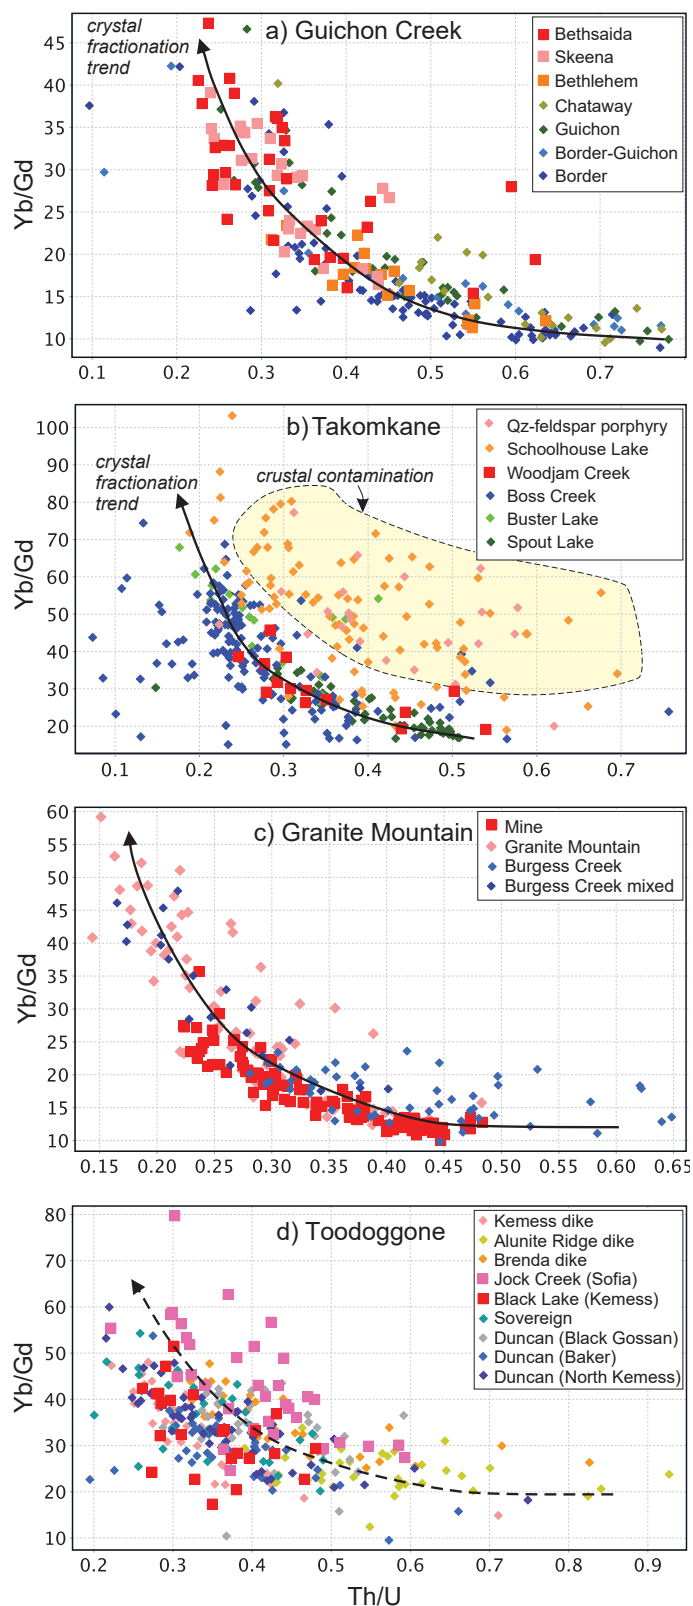 a) Guichon Creek
crystal
fractionation
trend
Bethsaida
Skeena
Bethlehem
Chataway
Guichon
Border-Guichon
Border
45
40
35
30
25
20
15
10
Yb/Gd
0.1 0.2 0.3 0.4 0.5 0.6 0.7
b) Takomkane
crystal
fractionation
trend
crustal contamination
Qz-feldspar porphyry
Schoolhouse Lake
Woodjam Creek
Boss Creek
Buster Lake
Spout Lake
100
90
80
70
60
50
40
30
20
Yb/Gd
0.1 0.2 0.3 0.4 0.5 0.6 0.7
c) Granite Mountain
Mine
Granite Mountain
Burgess Creek
Burgess Creek mixed
60
55
50
45
40
35
30
25
20
15
10
Yb/Gd
0.15 0.20 0.25 0.30 0.35 0.40 0.45 0.50 0.55 0.60 0.65
d) Toodoggone
Kemess dike
Alunite Ridge dike
Brenda dike
Jock Creek (Sofia)
Black Lake (Kemess)
Sovereign
Duncan (Black Gossan)
Duncan (Baker)
Duncan (North Kemess)
80
70
60
50
40
30
20
10
Yb/Gd
0.2 0.3 0.4 0.5 0.6 0.7 0.8 0.9
Th/U